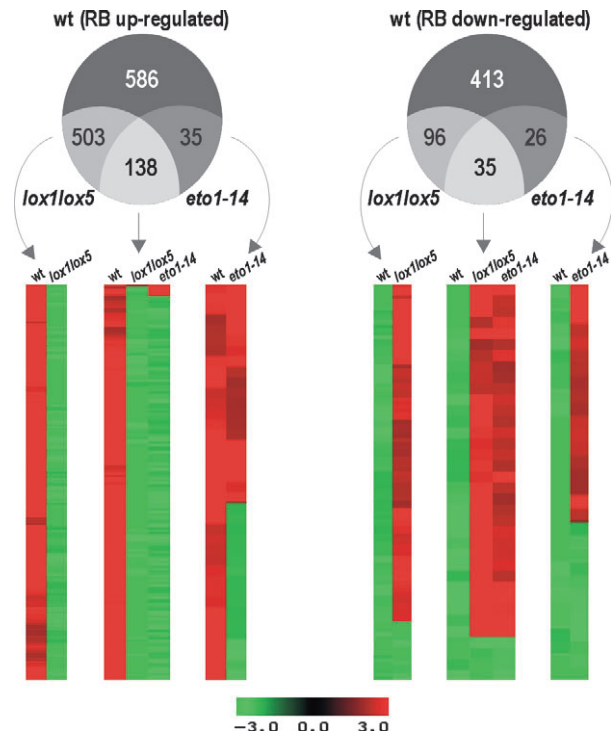 wt (RB up-regulated)
586
503
35
138
lox1lox5
eto1-14
wt lox1lox5
wt lox1lox5 eto1-14
wt eto1-14
wt (RB down-regulated)
413
96
26
35
lox1lox5
eto1-14
wt lox1lox5
wt lox1lox5 eto1-14
wt eto1-14
−3.0 0.0 3.0